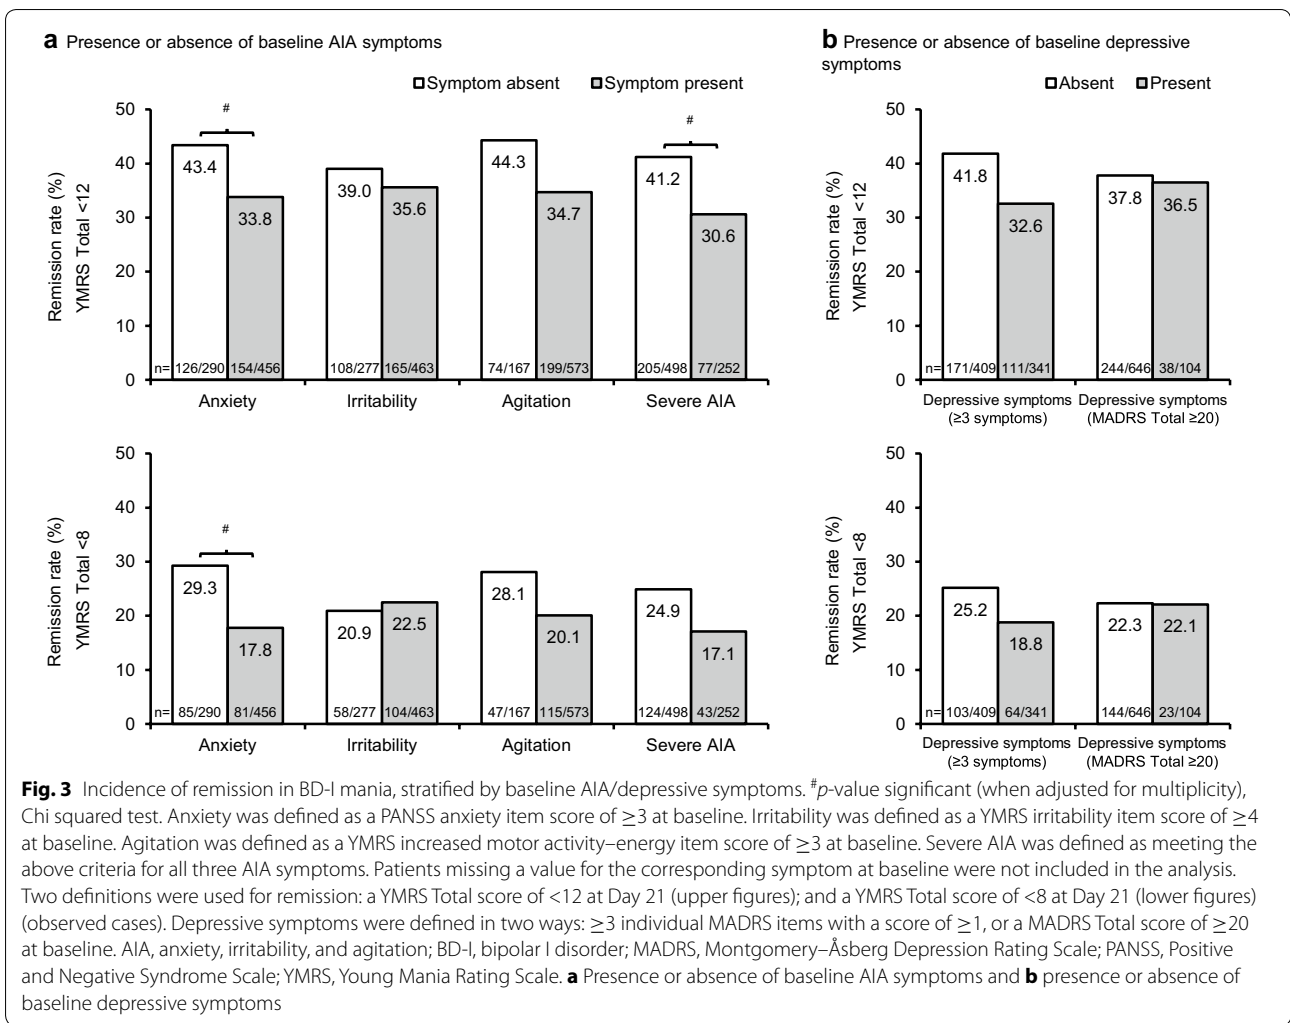 a Presence or absence of baseline AIA symptoms
Symptom absent Symptom present
Remission rate (%)
YMRS Total <12
50
40
30
20
10
0
#
#
43.4
33.8
39.0
35.6
44.3
34.7
41.2
30.6
n= 126/290 154/456 108/277 165/463 74/167 199/573 205/498 77/252
Anxiety Irritability Agitation Severe AIA
Remission rate (%)
YMRS Total <8
50
40
30
20
10
0
#
29.3
17.8
20.9
22.5
28.1
20.1
24.9
17.1
n= 85/290 81/456 58/277 104/463 47/167 115/573 124/498 43/252
Anxiety Irritability Agitation Severe AIA
b Presence or absence of baseline depressive
symptoms
Absent Present
Remission rate (%)
YMRS Total <12
50
40
30
20
10
0
41.8
32.6
37.8
36.5
n= 171/409 111/341 244/646 38/104
Depressive symptoms Depressive symptoms
(≥3 symptoms) (MADRS Total ≥20)
Remission rate (%)
YMRS Total <8
50
40
30
20
10
0
25.2
18.8
22.3
22.1
n= 103/409 64/341 144/646 23/104
Depressive symptoms Depressive symptoms
(≥3 symptoms) (MADRS Total ≥20)
Fig. 3 Incidence of remission in BD-I mania, stratified by baseline AIA/depressive symptoms. #p-value significant (when adjusted for multiplicity),
Chi squared test. Anxiety was defined as a PANSS anxiety item score of ≥3 at baseline. Irritability was defined as a YMRS irritability item score of ≥4
at baseline. Agitation was defined as a YMRS increased motor activity–energy item score of ≥3 at baseline. Severe AIA was defined as meeting the
above criteria for all three AIA symptoms. Patients missing a value for the corresponding symptom at baseline were not included in the analysis.
Two definitions were used for remission: a YMRS Total score of <12 at Day 21 (upper figures); and a YMRS Total score of <8 at Day 21 (lower figures)
(observed cases). Depressive symptoms were defined in two ways: ≥3 individual MADRS items with a score of ≥1, or a MADRS Total score of ≥20
at baseline. AIA, anxiety, irritability, and agitation; BD-I, bipolar I disorder; MADRS, Montgomery–Åsberg Depression Rating Scale; PANSS, Positive
and Negative Syndrome Scale; YMRS, Young Mania Rating Scale. a Presence or absence of baseline AIA symptoms and b presence or absence of
baseline depressive symptoms